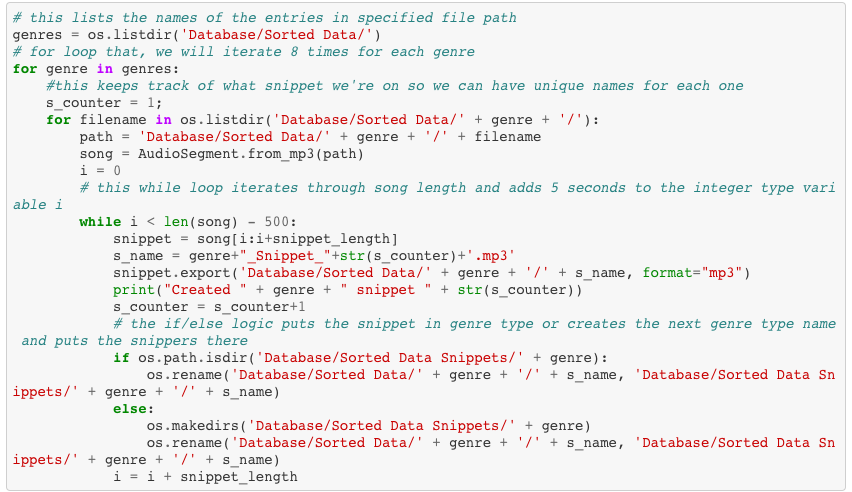 # this lists the names of the entries in specified file path
genres = os.listdir('Database/Sorted Data/')
# for loop that, we will iterate 8 times for each genre
for genre in genres:
    #this keeps track of what snippet we're on so we can have unique names for each one
    s_counter = 1;
    for filename in os.listdir('Database/Sorted Data/' + genre + '/'):
        path = 'Database/Sorted Data/' + genre + '/' + filename
        song = AudioSegment.from_mp3(path)
        i = 0
        # this while loop iterates through song length and adds 5 seconds to the integer type vari
able i
        while i < len(song) - 500:
            snippet = song[i:i+snippet_length]
            s_name = genre+"_Snippet_"+str(s_counter)+'.mp3'
            snippet.export('Database/Sorted Data/' + genre + '/' + s_name, format="mp3")
            print("Created " + genre + " snippet " + str(s_counter))
            s_counter = s_counter+1
            # the if/else logic puts the snippet in genre type or creates the next genre type name
 and puts the snippers there
            if os.path.isdir('Database/Sorted Data Snippets/' + genre):
                os.rename('Database/Sorted Data/' + genre + '/' + s_name, 'Database/Sorted Data Sn
ippets/' + genre + '/' + s_name)
            else:
                os.makedirs('Database/Sorted Data Snippets/' + genre)
                os.rename('Database/Sorted Data/' + genre + '/' + s_name, 'Database/Sorted Data Sn
ippets/' + genre + '/' + s_name)
            i = i + snippet_length